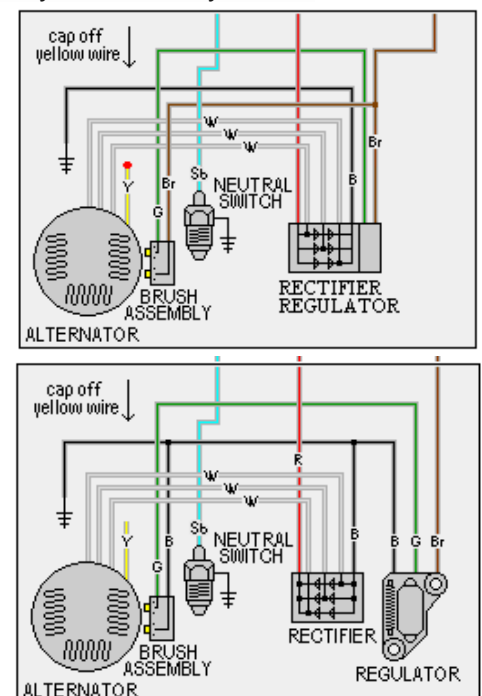 cap off
yellow wire
W
W
W
Br
Sb
Y
Br
B
NEUTRAL
SWITCH
G
RECTIFIER
REGULATOR
BRUSH
ASSEMBLY
ALTERNATOR
cap off
yellow wire
R
W
W
W
Sb
Y
B
B
B G Br
NEUTRAL
SWITCH
G
RECTIFIER
BRUSH
ASSEMBLY
REGULATOR
ALTERNATOR